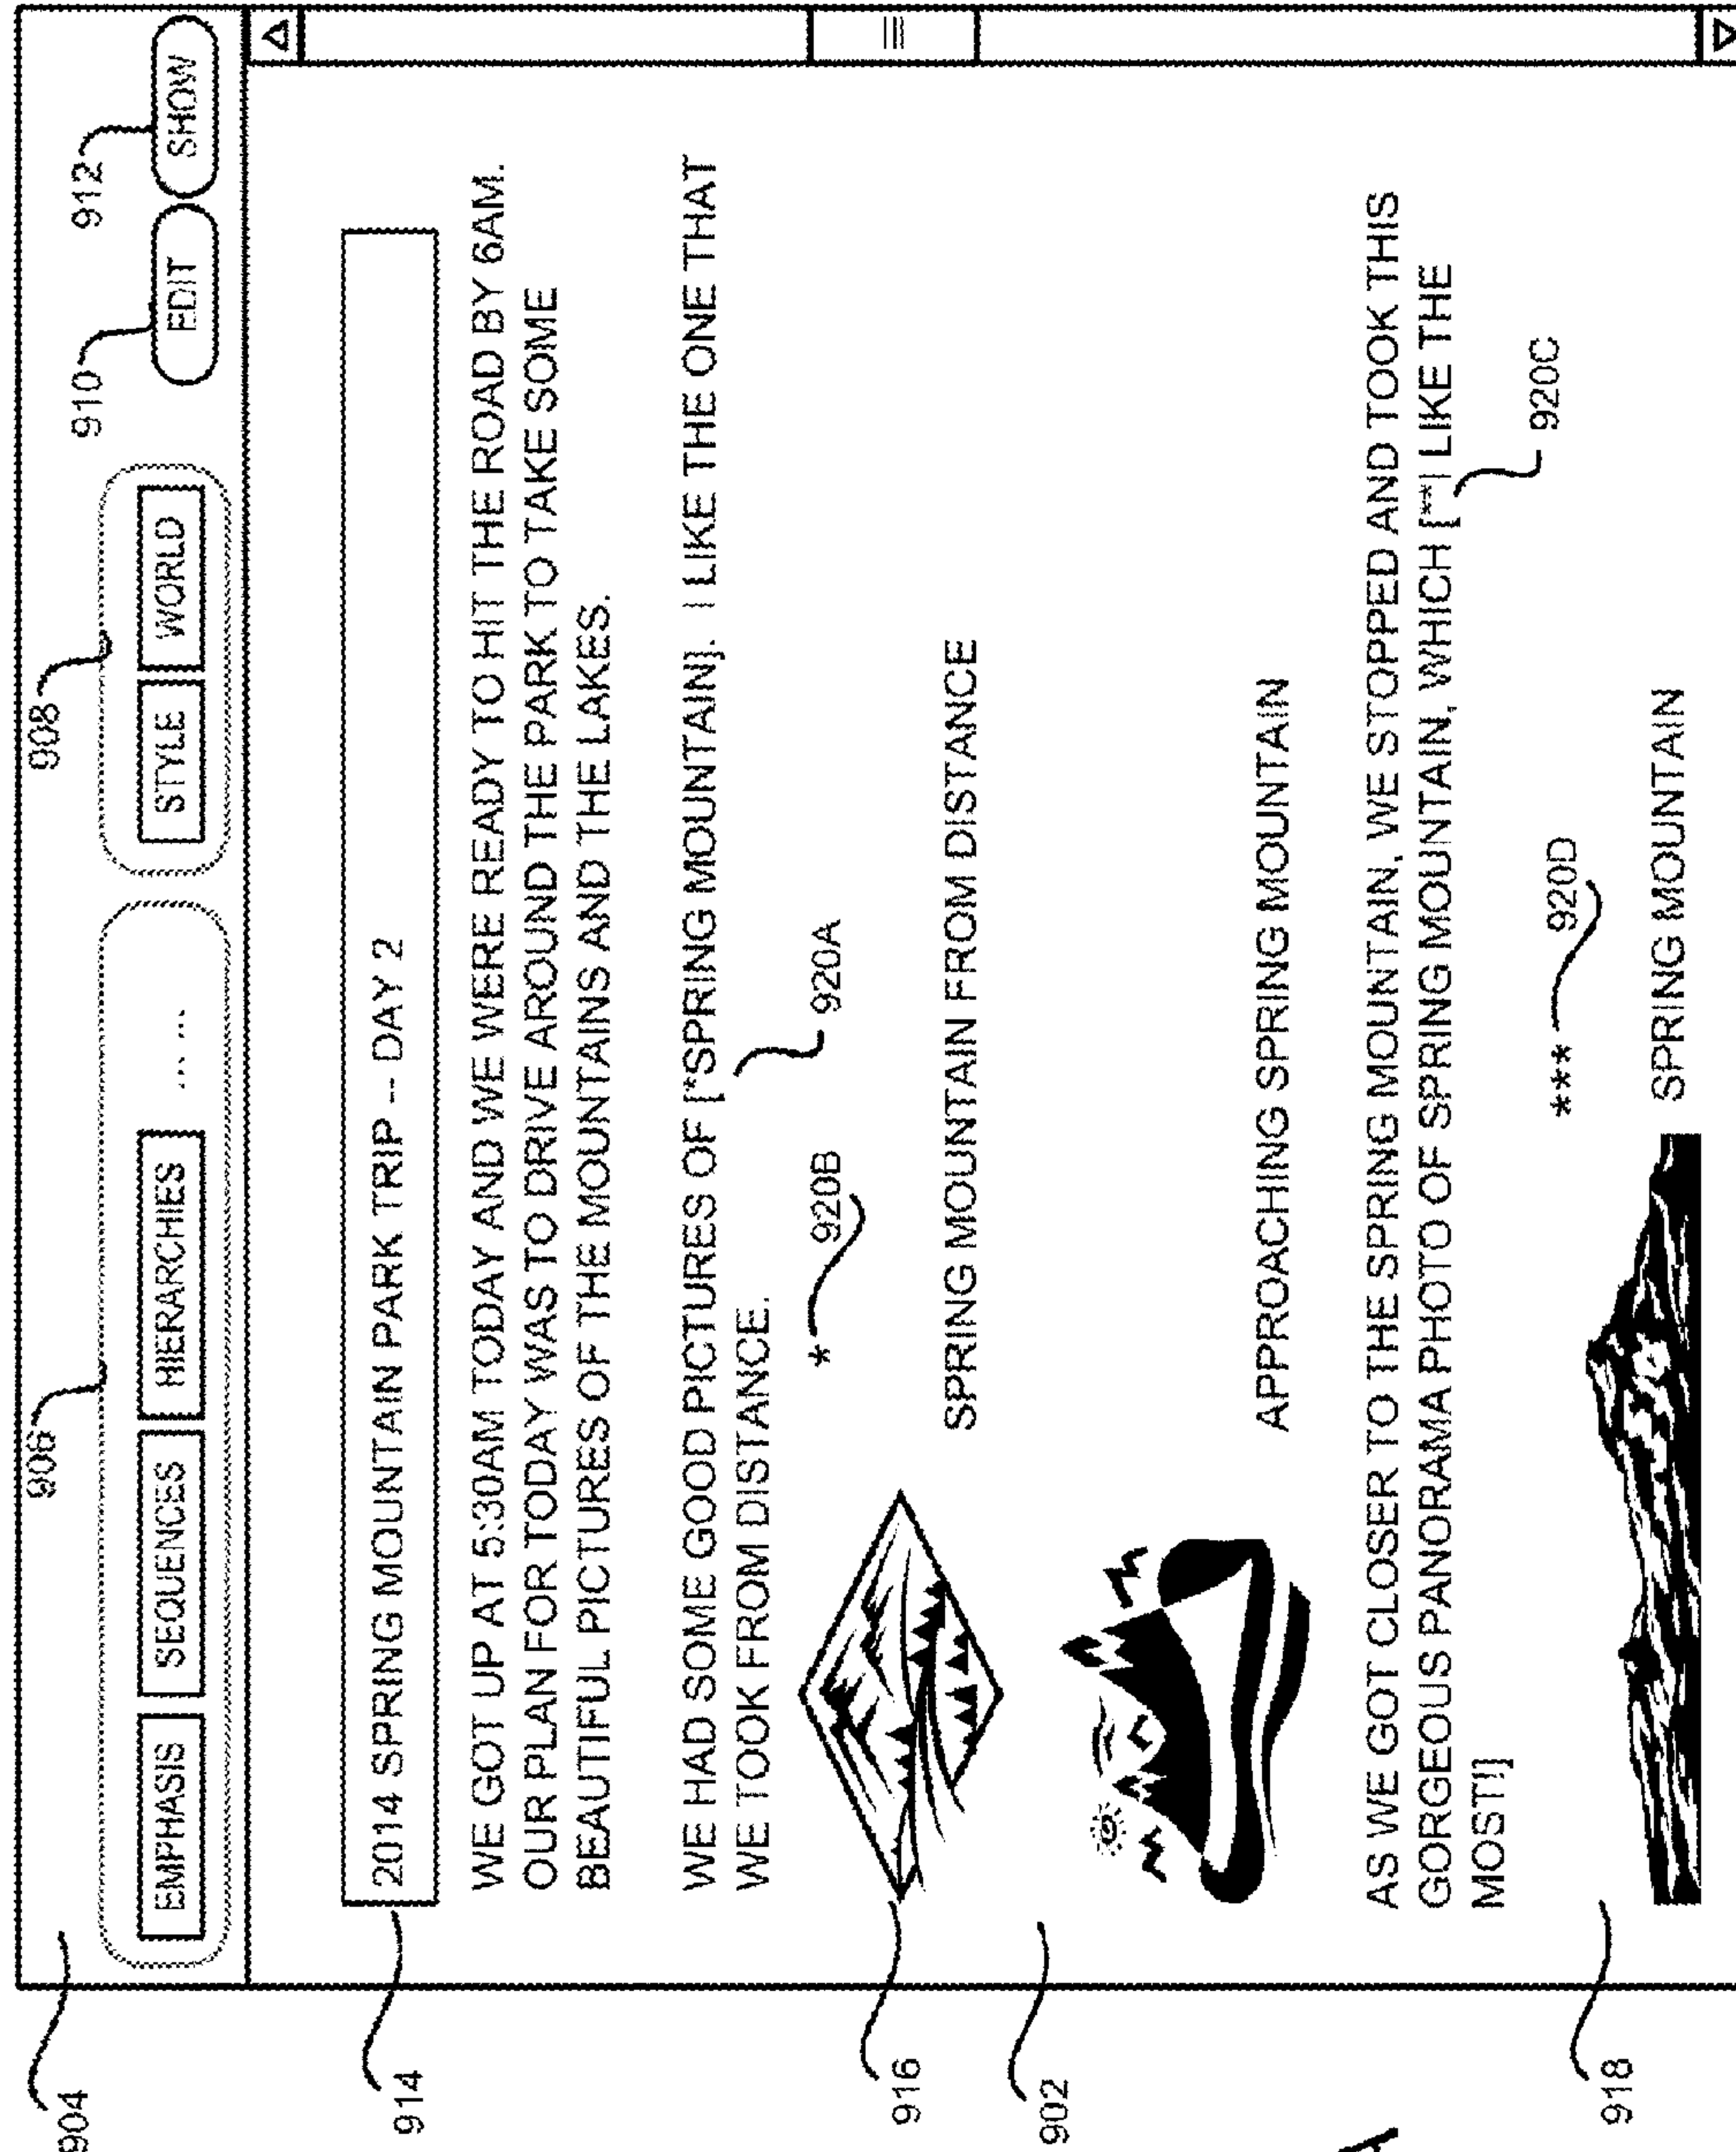 904
906
908
910
912
EMPHASIS SEQUENCES HIERARCHIES ... ... STYLE WORLD EDIT SHOW
914
2014 SPRING MOUNTAIN PARK TRIP -- DAY 2
WE GOT UP AT 5:30AM TODAY AND WE WERE READY TO HIT THE ROAD BY 6AM.
OUR PLAN FOR TODAY WAS TO DRIVE AROUND THE PARK TO TAKE SOME
BEAUTIFUL PICTURES OF THE MOUNTAINS AND THE LAKES.
WE HAD SOME GOOD PICTURES OF [*SPRING MOUNTAIN]. I LIKE THE ONE THAT
WE TOOK FROM DISTANCE.
* 920B
920A
916
SPRING MOUNTAIN FROM DISTANCE
902
APPROACHING SPRING MOUNTAIN
AS WE GOT CLOSER TO THE SPRING MOUNTAIN, WE STOPPED AND TOOK THIS
GORGEOUS PANORAMA PHOTO OF SPRING MOUNTAIN, WHICH [**I LIKE THE
MOST!]
920C
*** 920D
918
SPRING MOUNTAIN